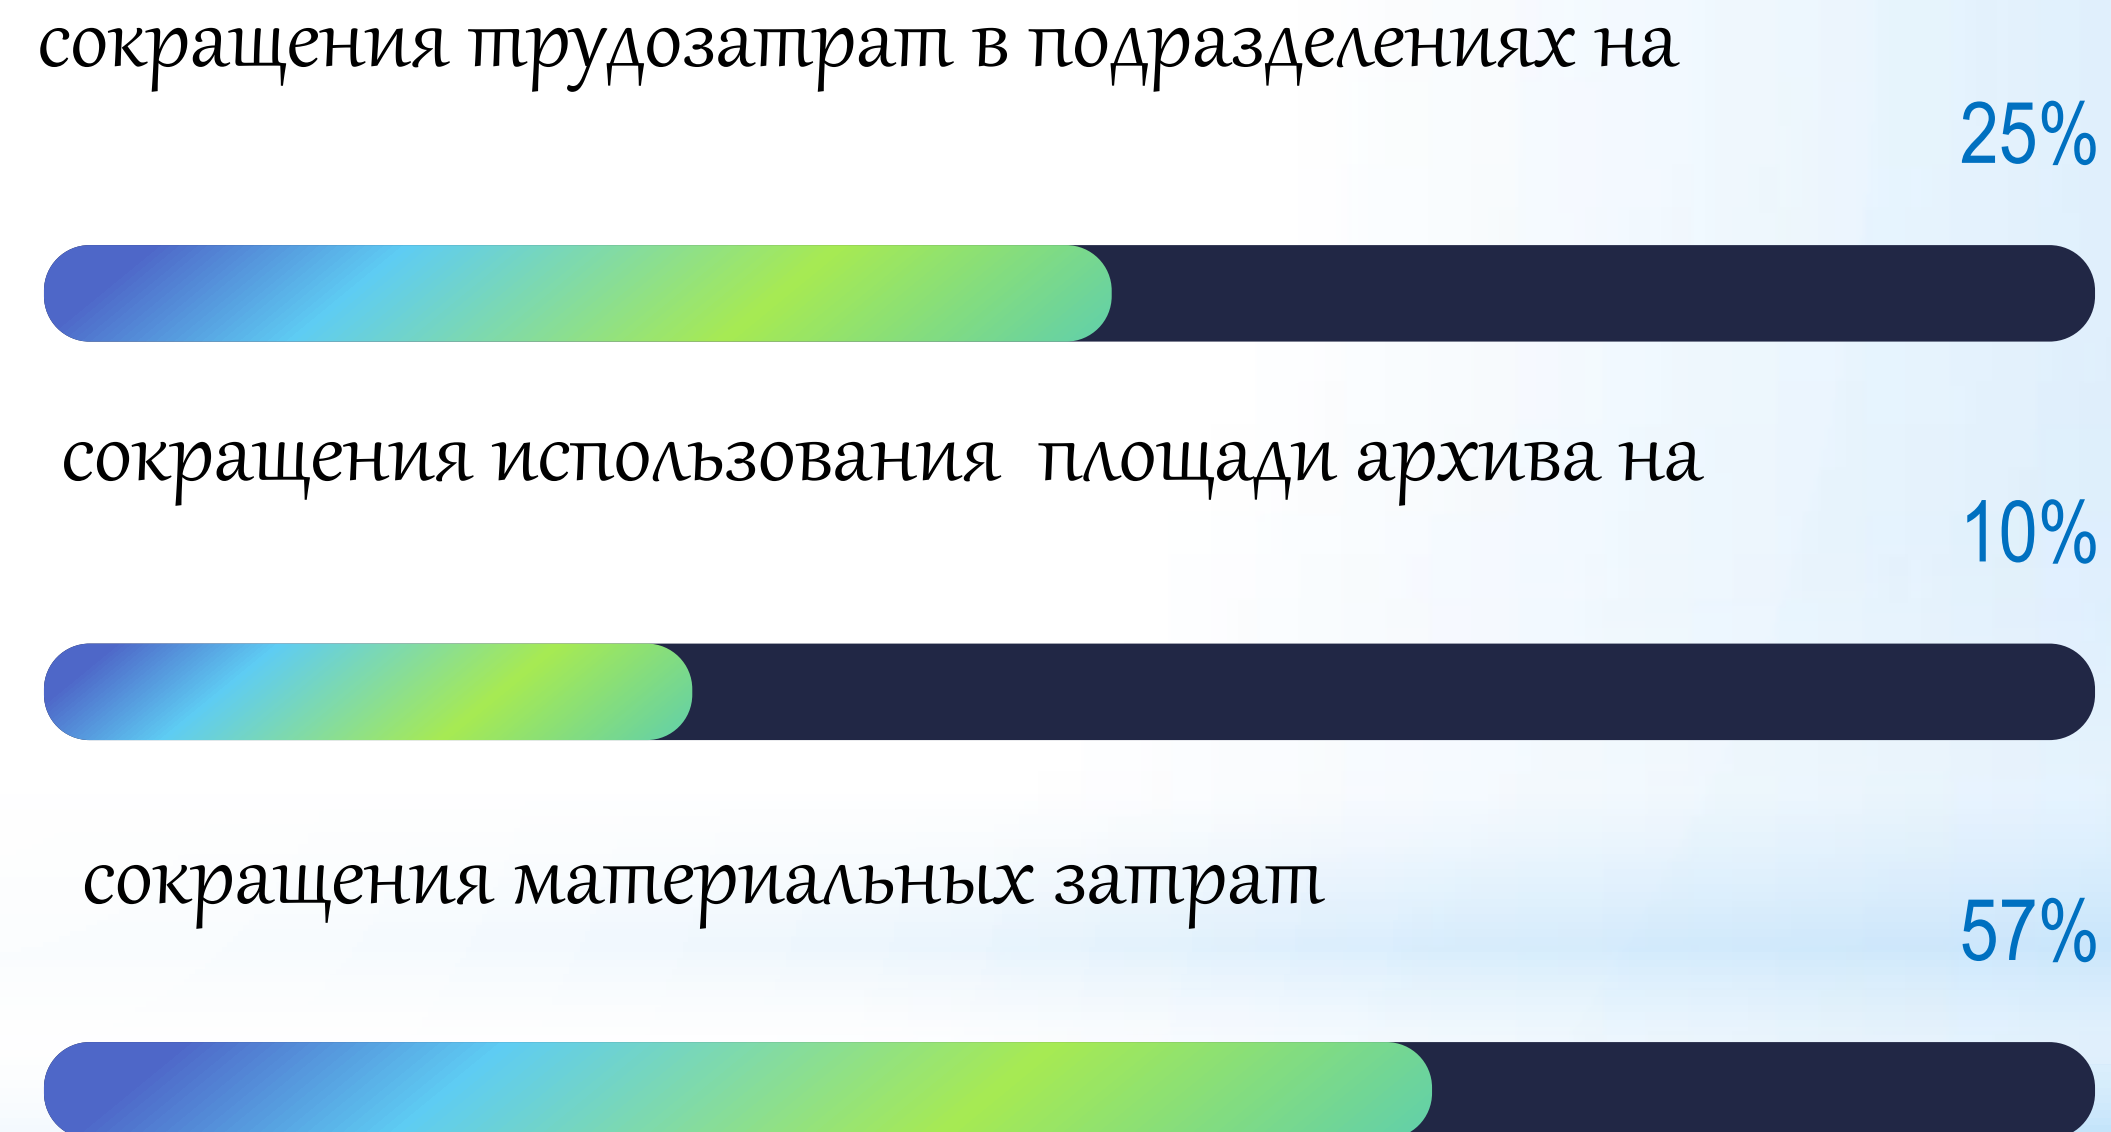 сокращения трудозатрат в подразделениях на
25%
сокращения использования площади архива на
10%
сокращения материальных затрат
57%